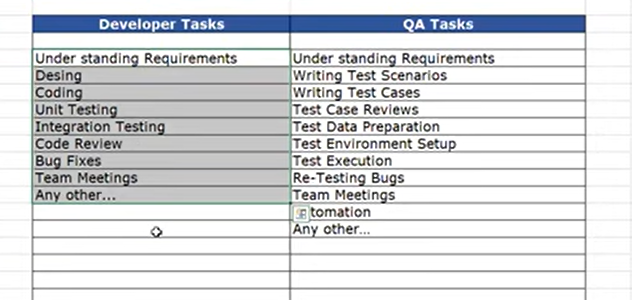 Developer Tasks
QA Tasks
Under standing Requirements
Under standing Requirements
Desing
Writing Test Scenarios
Coding
Writing Test Cases
Unit Testing
Test Case Reviews
Integration Testing
Test Data Preparation
Code Review
Test Environment Setup
Bug Fixes
Test Execution
Team Meetings
Re-Testing Bugs
Any other...
Team Meetings
tomation
Any other...